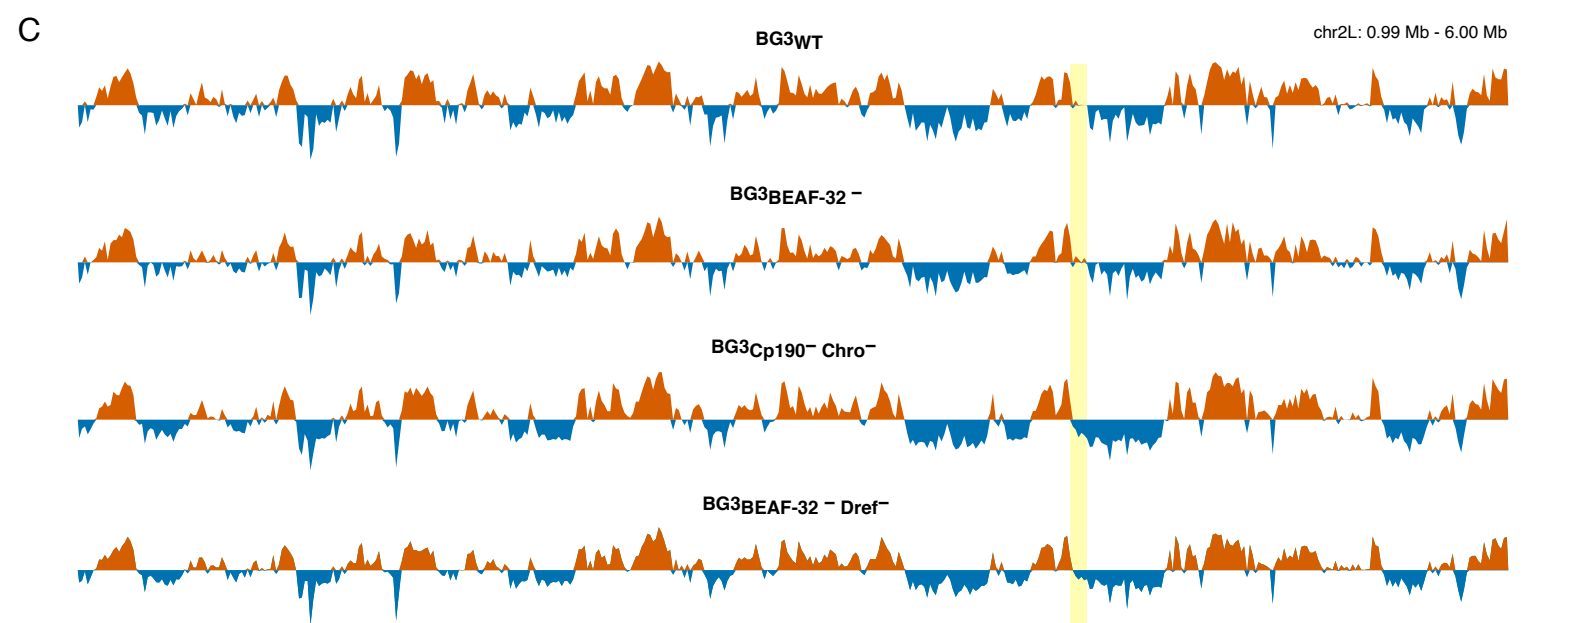 C
BG3WT
chr2L: 0.99 Mb - 6.00 Mb
BG3BEAF-32 −
BG3Cp190− Chro−
BG3BEAF-32 − Dref−